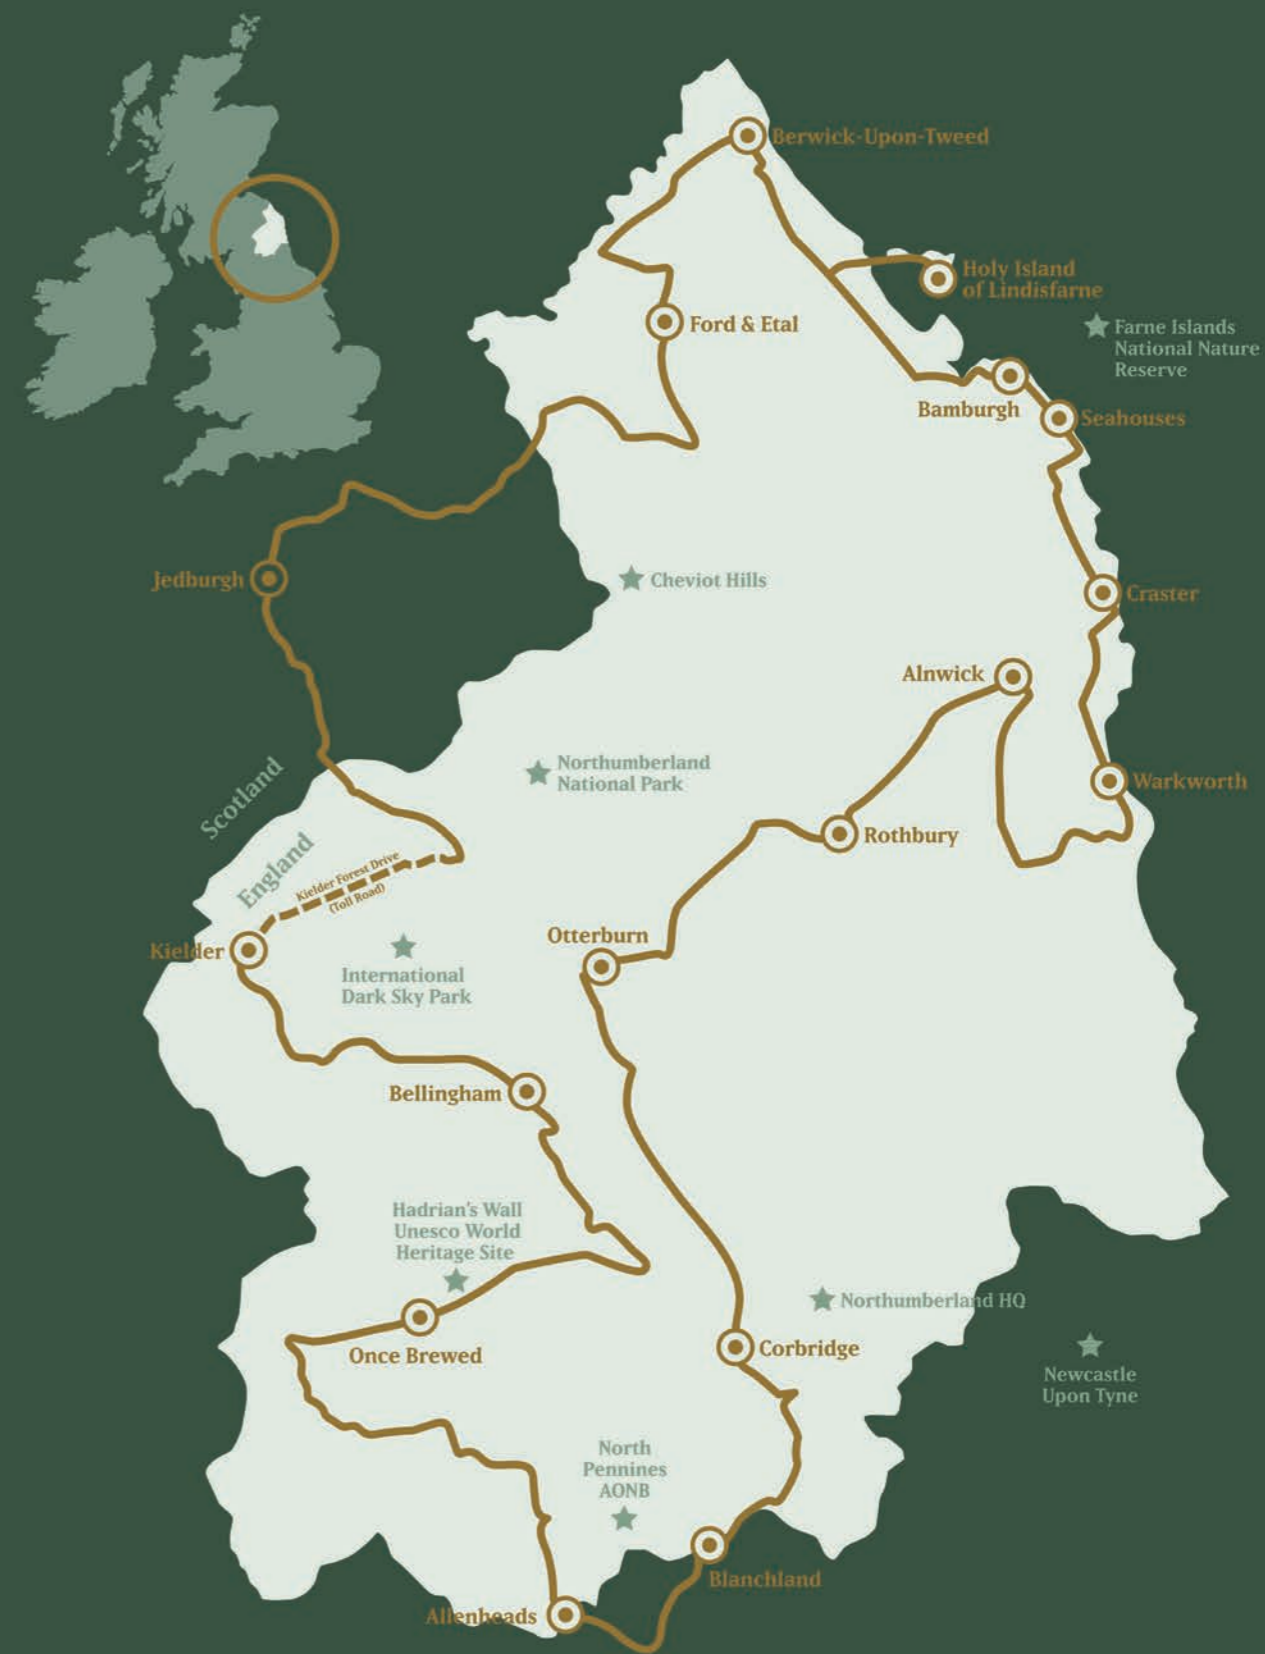 Berwick-Upon-Tweed
Holy Island
of Lindisfarne
Ford & Etal
Farne Islands
National Nature
Reserve
Bamburgh
Seahouses
Jedburgh
Cheviot Hills
Craster
Alnwick
Northumberland
National Park
Warkworth
Scotland
England
Rothbury
Kielder Forest Drive
(Toll Road)
Otterburn
Kielder
International
Dark Sky Park
Bellingham
Hadrian's Wall
Unesco World
Heritage Site
Northumberland HQ
Once Brewed
Corbridge
Newcastle
Upon Tyne
North
Pennines
AONB
Blanchland
Allenheads